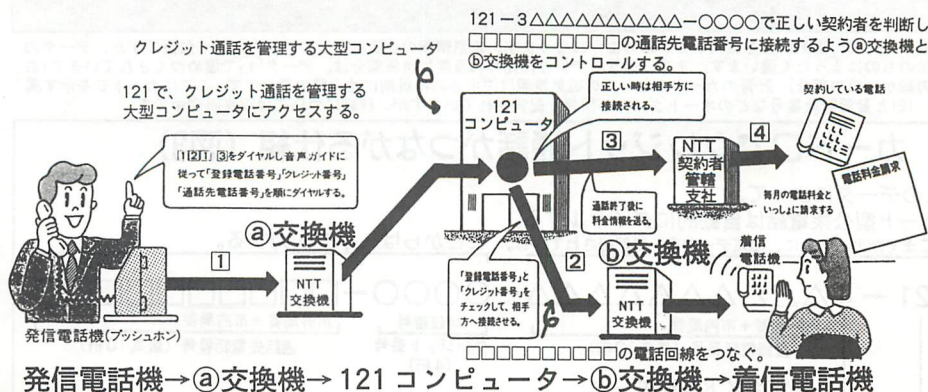 121－3△△△△△△△△△△－○○○○で正しい契約者を判断し
□□□□□□□□□□の通話先電話番号に接続するようⓐ交換機と
ⓑ交換機をコントロールする。
クレジット通話を管理する大型コンピュータ
121で、クレジット通話を管理する
大型コンピュータにアクセスする。
121
コンピュータ
正しい時は相手方に
接続される。
契約している電話
1 2 1 3をダイヤルし音声ガイドに
従って「登録電話番号」「クレジット番号」
「通話先電話番号」を順にダイヤルする。
3
NTT
契約者
管轄
支社
4
電話料金請求
毎月の電話料金と
いっしょに請求する。
通話終了後に
料金情報を送る。
ⓐ交換機
1
NTT
交換機
発信電話機(プッシュホン)
「登録電話番号」と
「クレジット番号」を
チェックして、相手
方へ接続させる。
2
ⓑ交換機
NTT
交換機
着信
電話機
□□□□□□□□□□の電話回線をつなぐ。
発信電話機→ⓐ交換機→121コンピュータ→ⓑ交換機→着信電話機